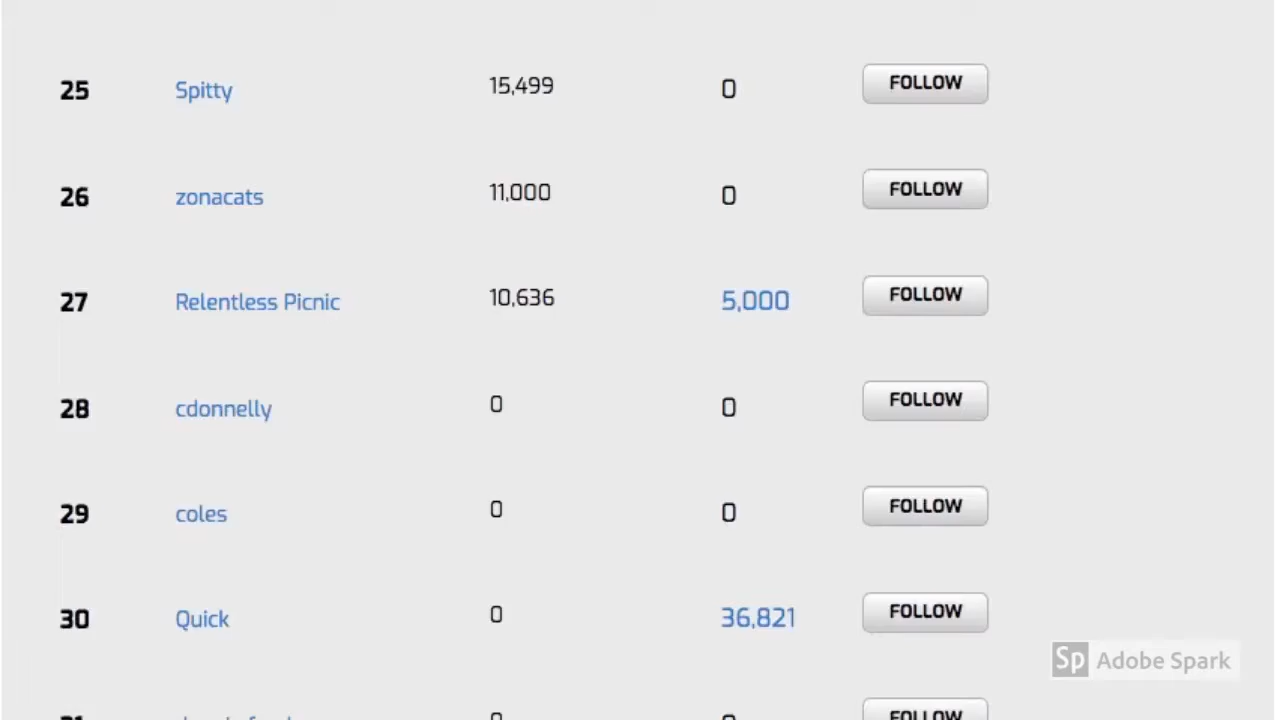 25 Spitty 15,499 0 FOLLOW
26 zonacats 11,000 0 FOLLOW
27 Relentless Picnic 10,636 5,000 FOLLOW
28 cdonnelly 0 0 FOLLOW
29 coles 0 0 FOLLOW
30 Quick 0 36,821 FOLLOW
Sp Adobe Spark
FOLLOW